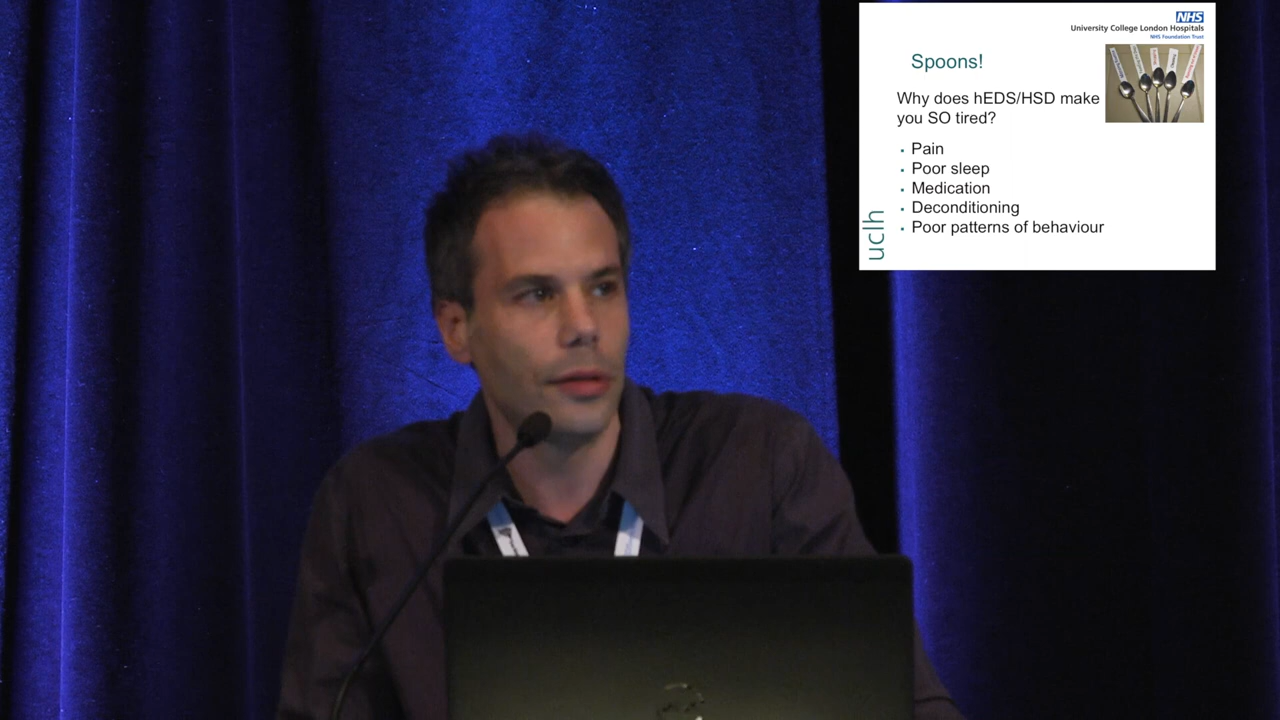 NHS
University College London Hospitals
NHS Foundation Trust
Spoons!
Why does hEDS/HSD make
you SO tired?
Pain
Poor sleep
Medication
Deconditioning
Poor patterns of behaviour
uclh